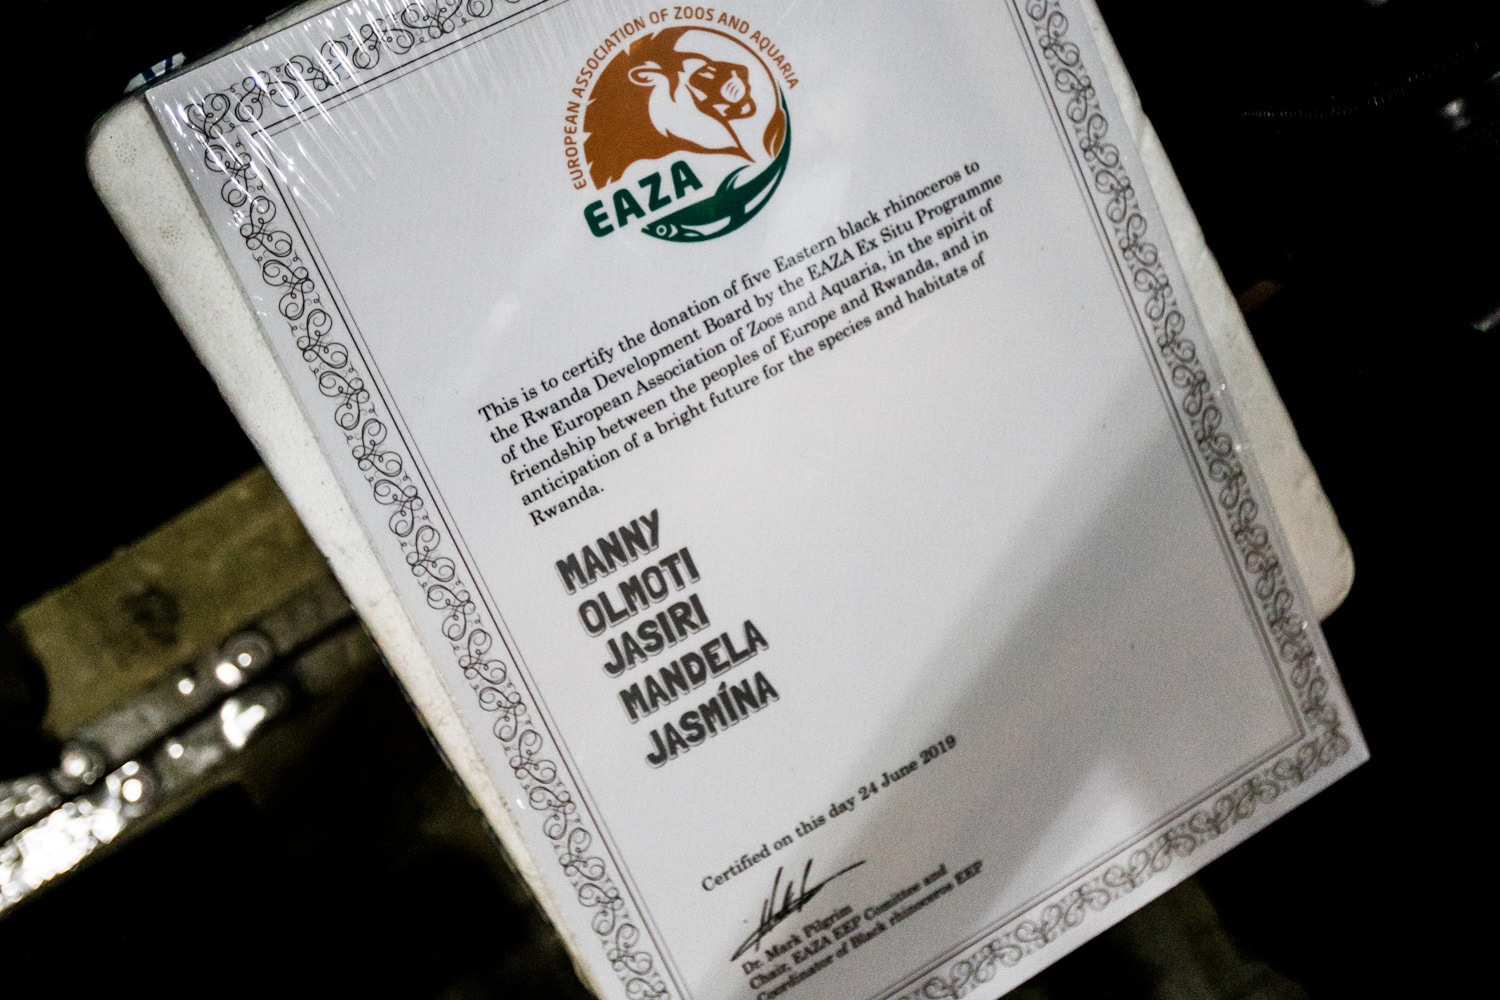 EUROPEAN ASSOCIATION OF ZOOS AND AQUARIA
EAZA
This is to certify the donation of five Eastern black rhinoceros to
the Rwanda Development Board by the EAZA Ex Situ Programme
of the European Association of Zoos and Aquaria, in the spirit of
friendship between the peoples of Europe and Rwanda, and in
anticipation of a bright future for the species and habitats of
Rwanda.
MANNY
OLMOTI
JASIRI
MANDELA
JASMÍNA
Certified on this day 24 June 2019
Dr. Mark Pilgrim
Chair, EAZA EEP Comittee and
Coordinator of Black rhinoceros EEP